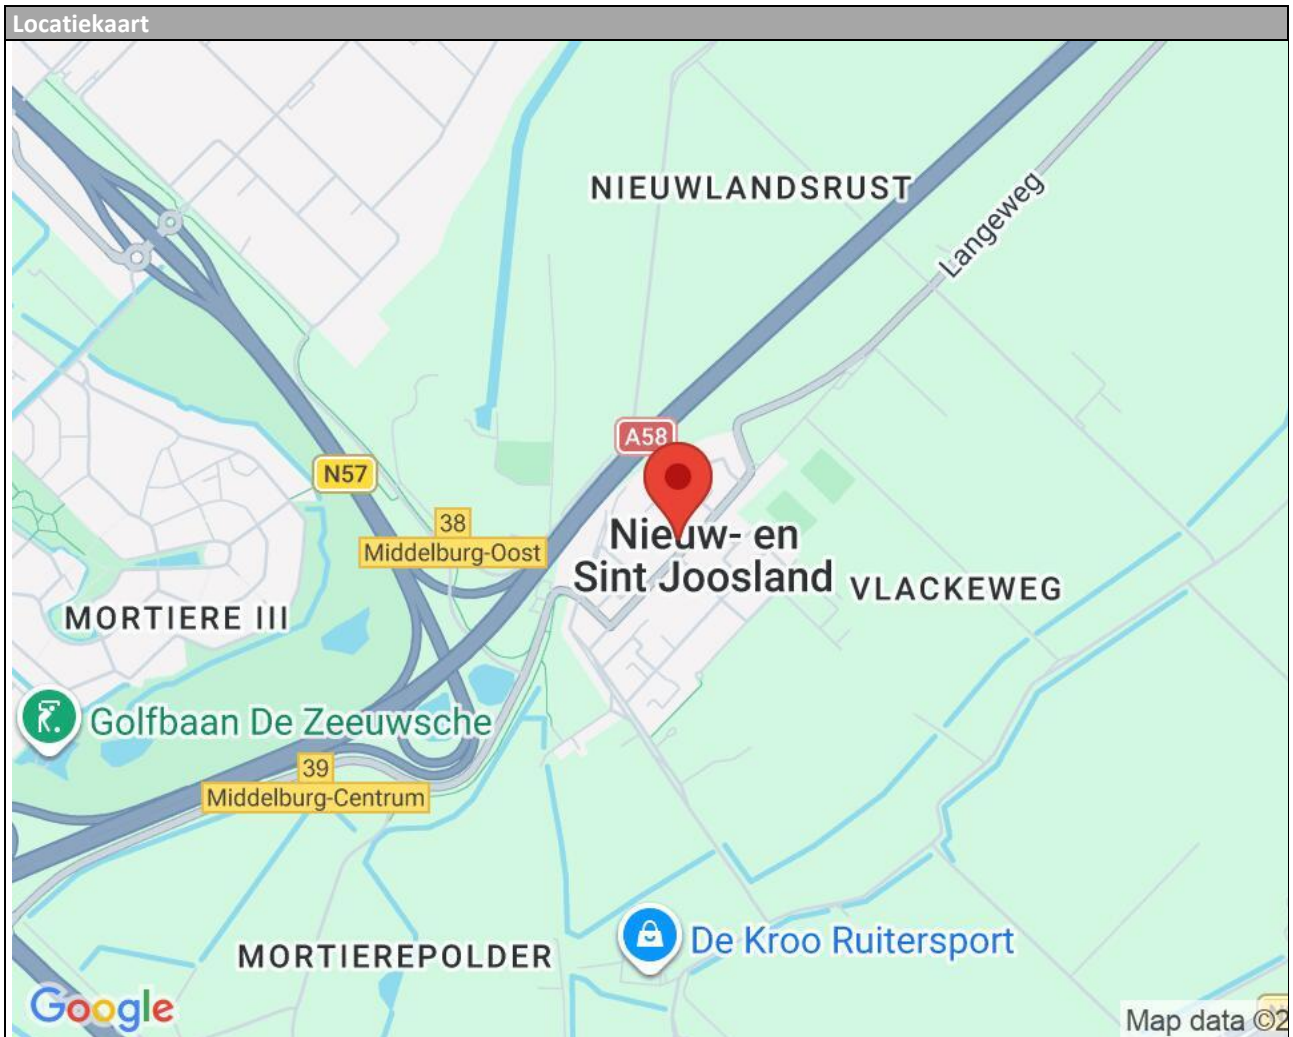 Locatiekaart
NIEUWLANDSRUST
Langeweg
A58
N57
38
Middelburg-Oost
Nieuw- en
Sint Joosland
VLACKEWEG
MORTIERE III
Golfbaan De Zeeuwsche
39
Middelburg-Centrum
De Kroo Ruitersport
MORTIEREPOLDER
Google
Map data ©2